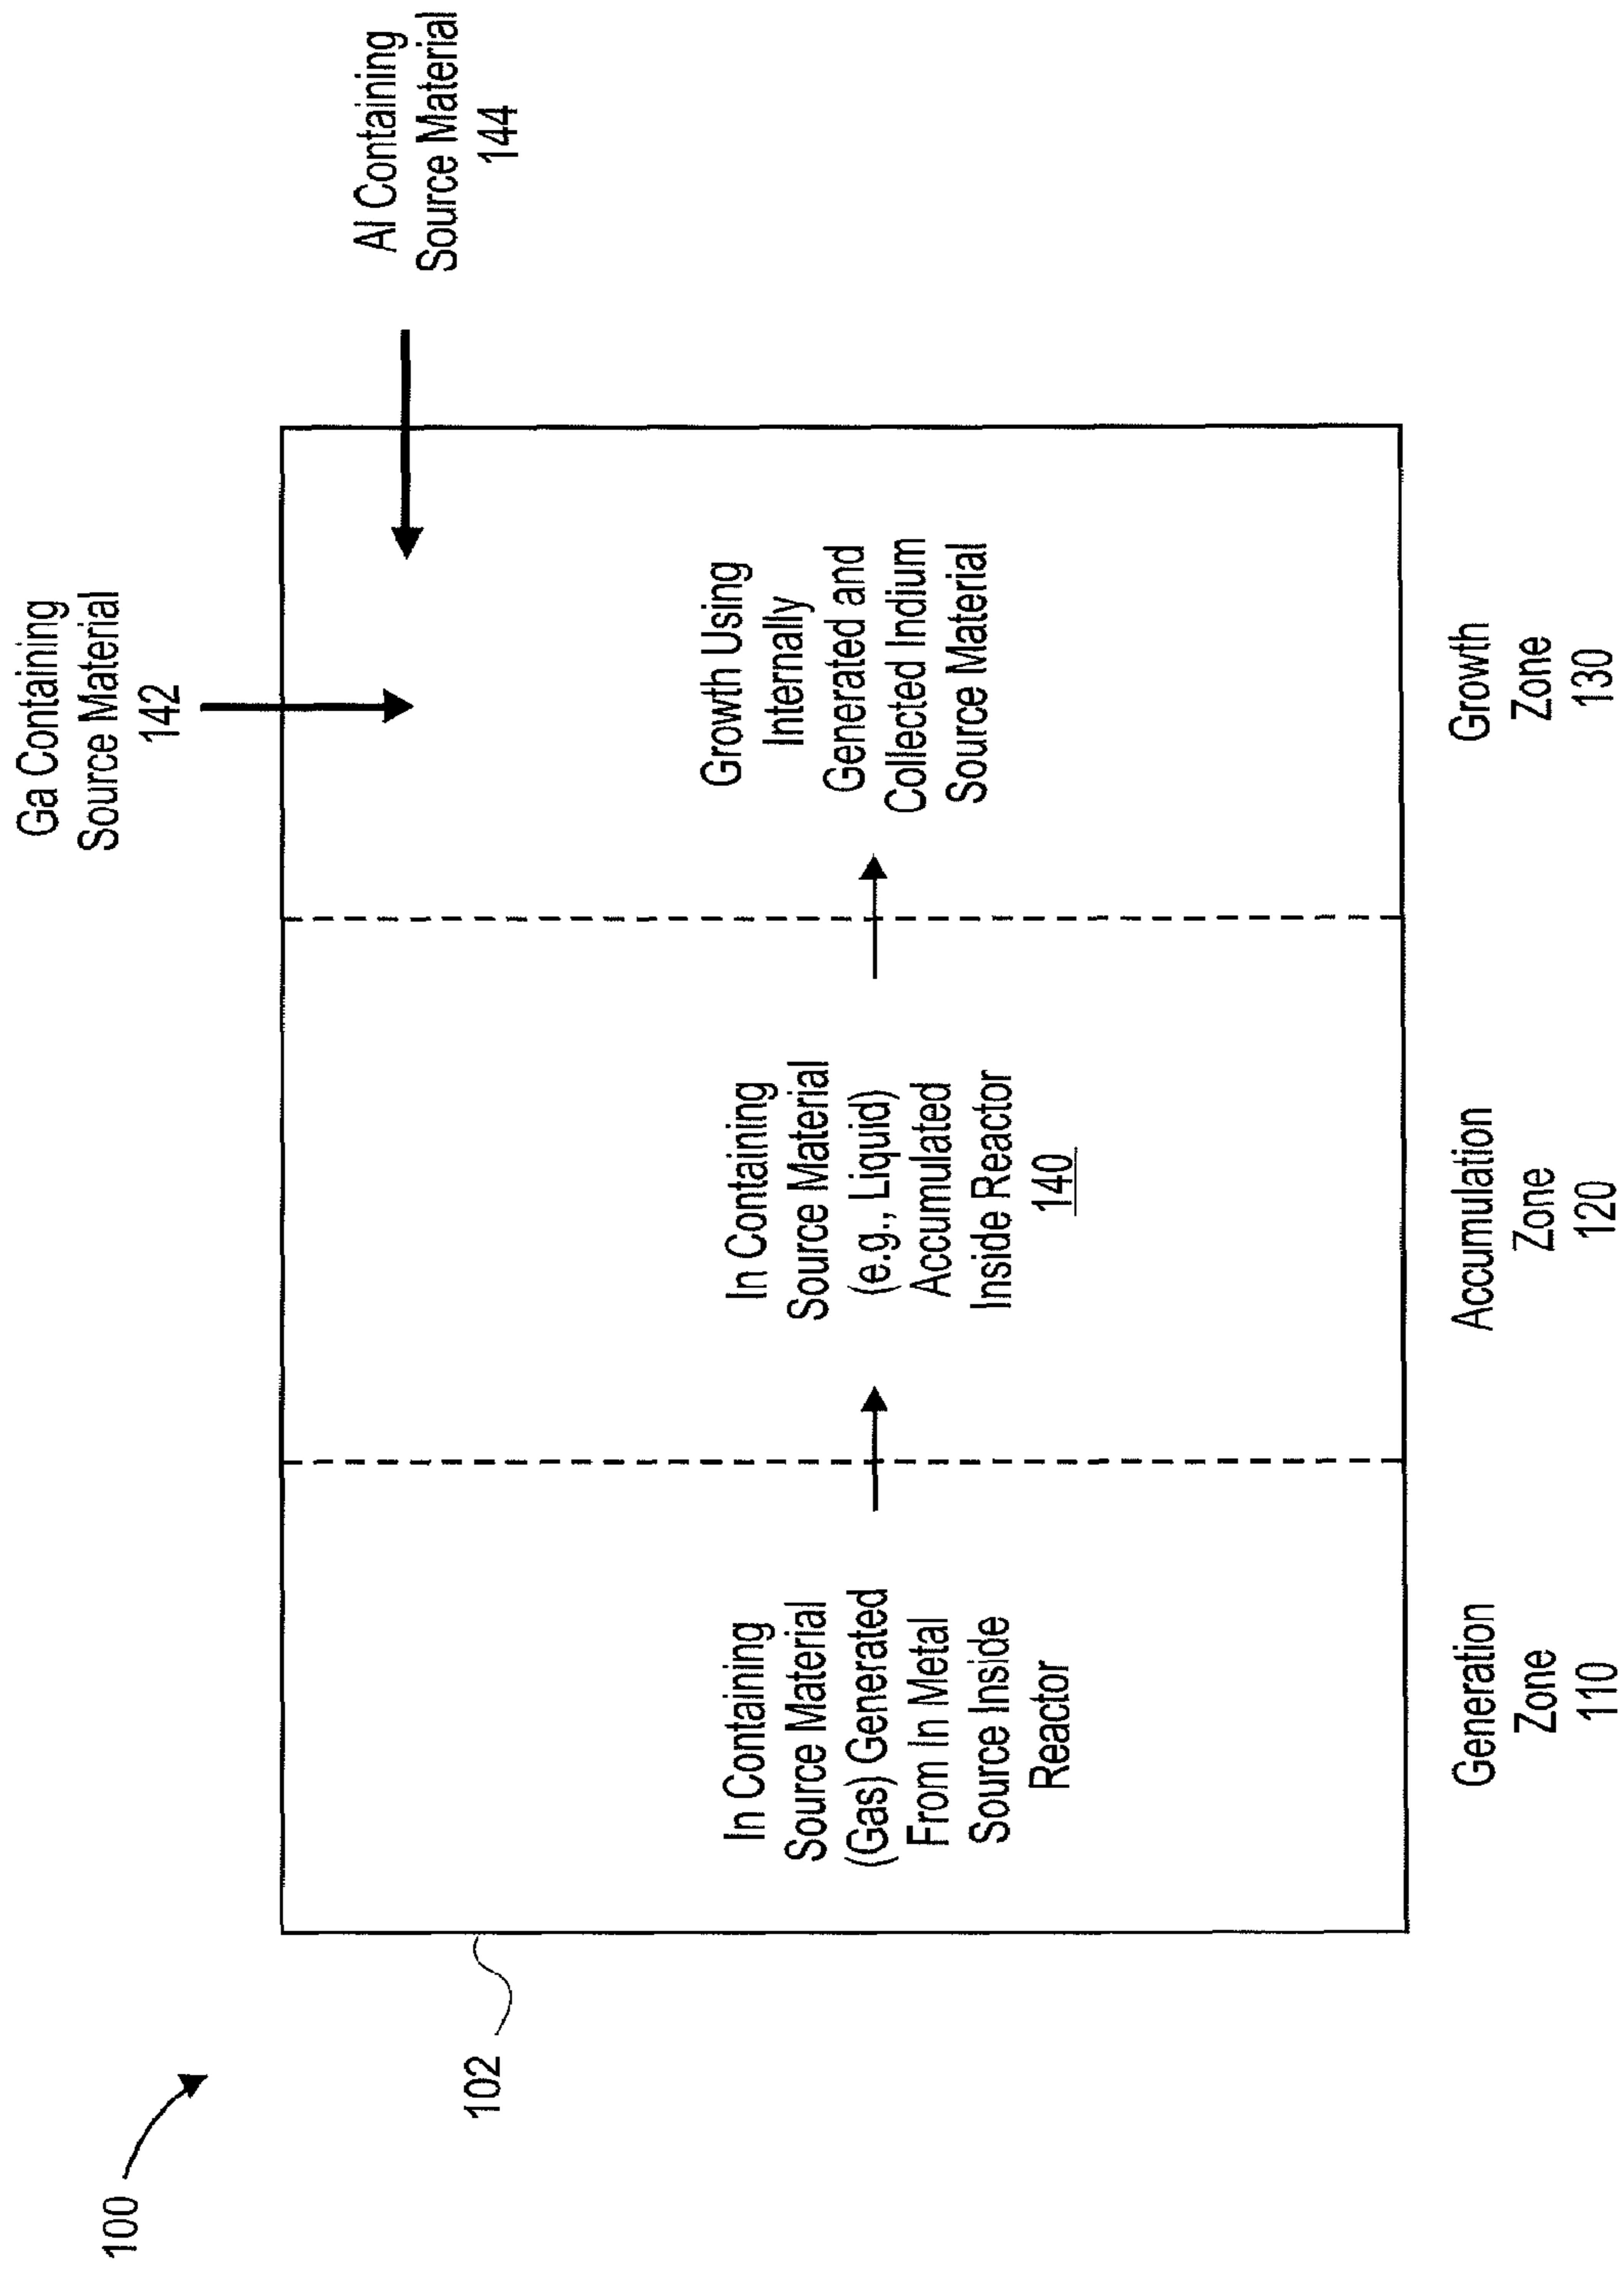 100
102
Ga Containing
Source Material
142
Al Containing
Source Material
144
In Containing
Source Material
(Gas) Generated
From In Metal
Source Inside
Reactor
In Containing
Source Material
(e.g., Liquid)
Accumulated
Inside Reactor
140
Growth Using
Internally
Generated and
Collected Indium
Source Material
Generation
Zone
110
Accumulation
Zone
120
Growth
Zone
130